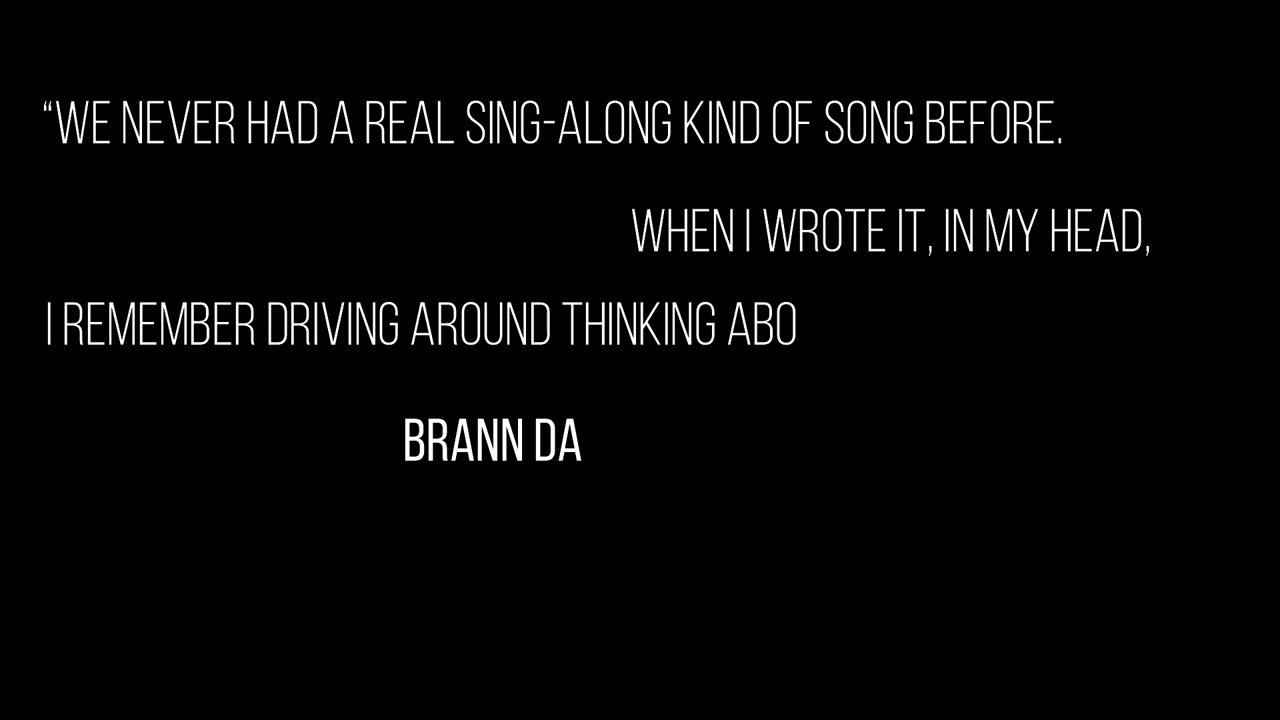 “WE NEVER HAD A REAL SING-ALONG KIND OF SONG BEFORE.
WHEN I WROTE IT, IN MY HEAD,
I REMEMBER DRIVING AROUND THINKING ABO
BRANN DA